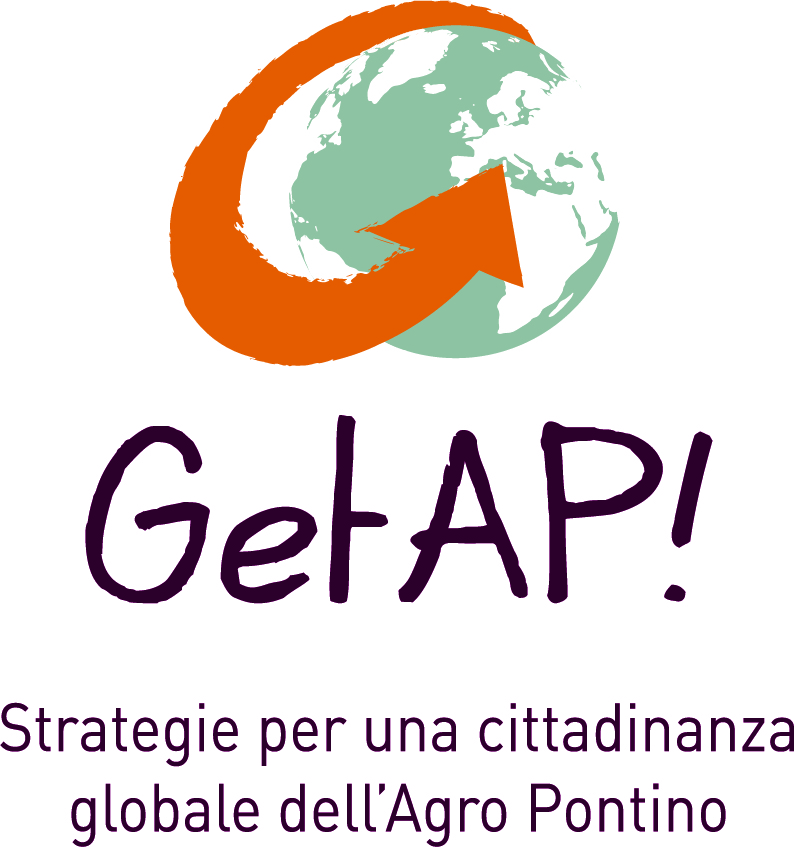 GetAP!
Strategie per una cittadinanza
globale dell’Agro Pontino